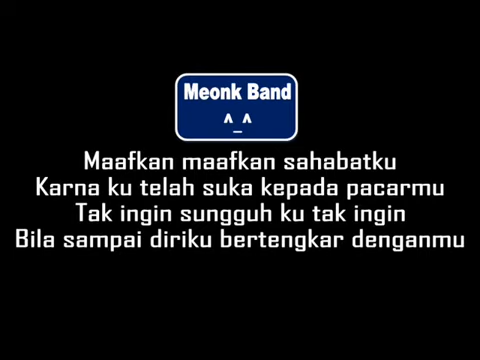 Meonk Band
^_^
Maafkan maafkan sahabatku
Karna ku telah suka kepada pacarmu
Tak ingin sungguh ku tak ingin
Bila sampai diriku bertengkar denganmu